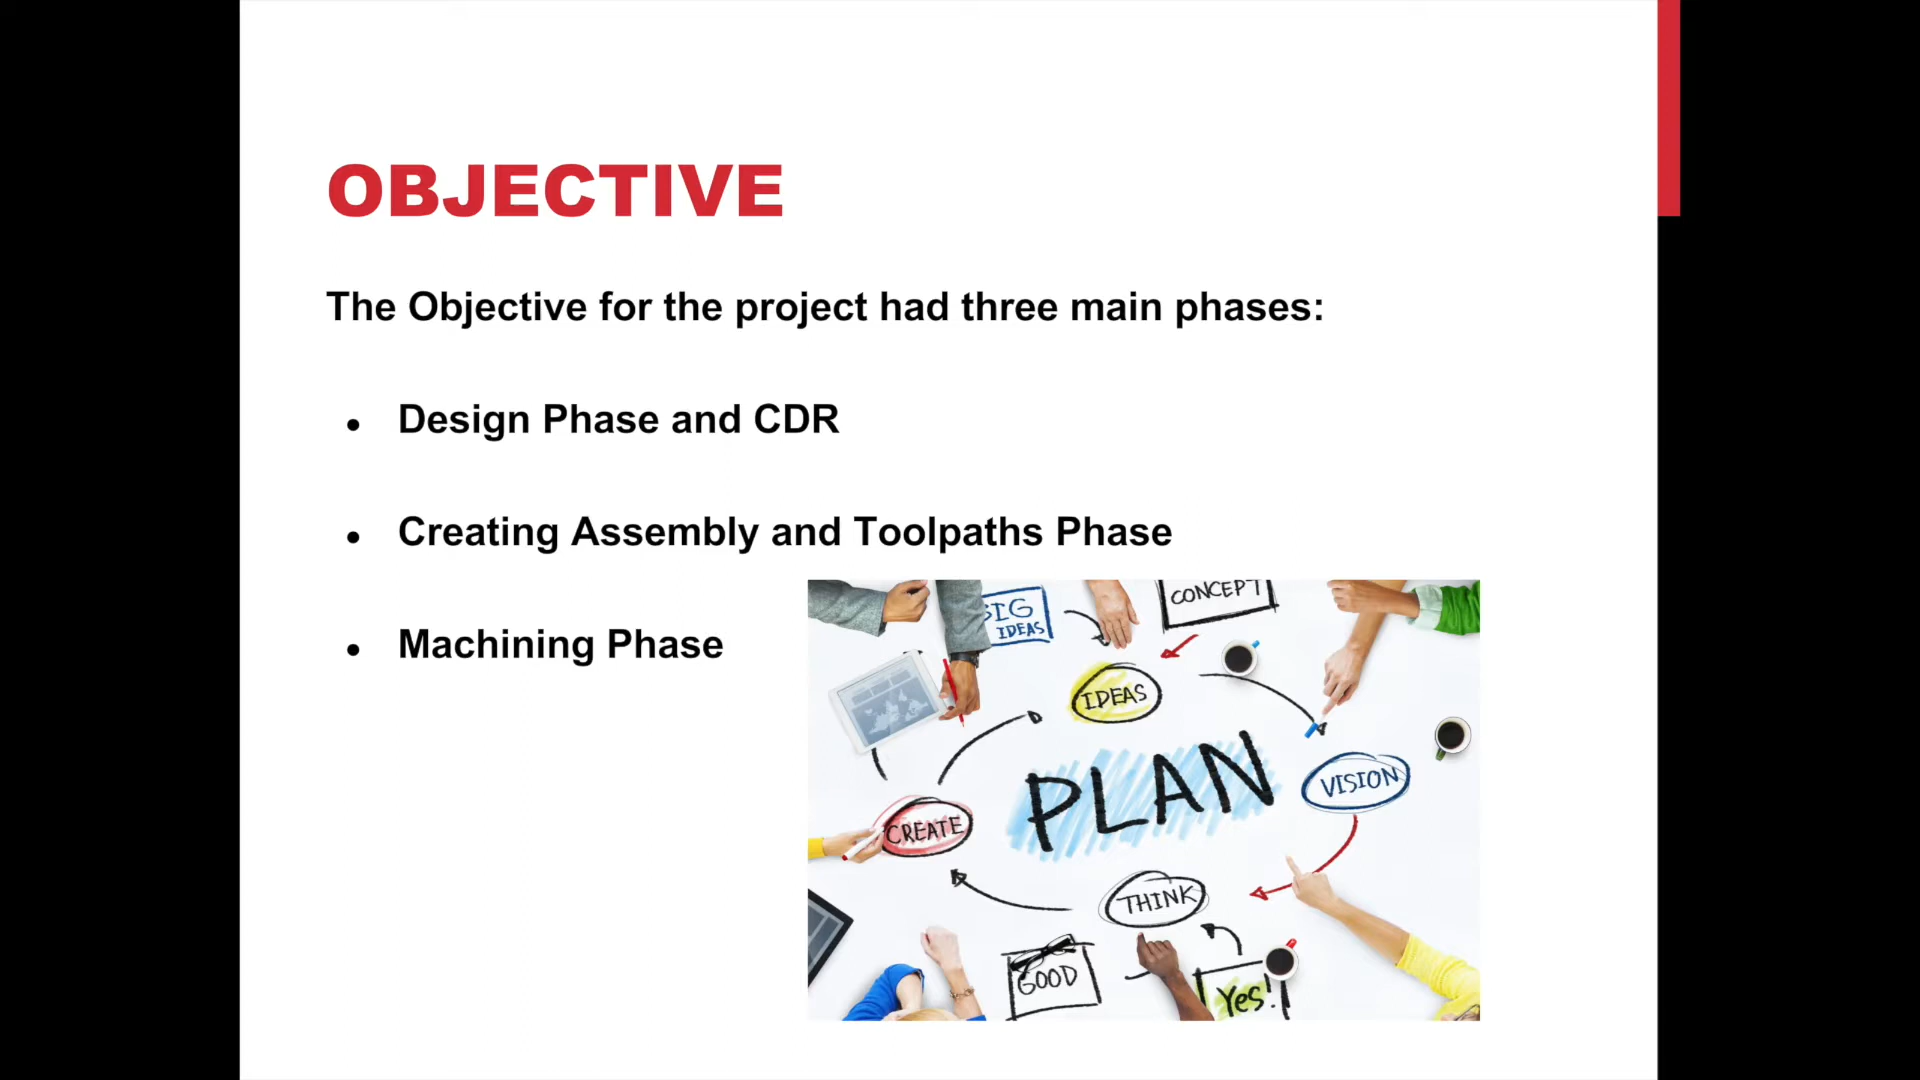 OBJECTIVE
The Objective for the project had three main phases:
Design Phase and CDR
Creating Assembly and Toolpaths Phase
Machining Phase
BIG
IDEAS
CONCEPT
IDEAS
PLAN
VISION
CREATE
THINK
GOOD
Yes!